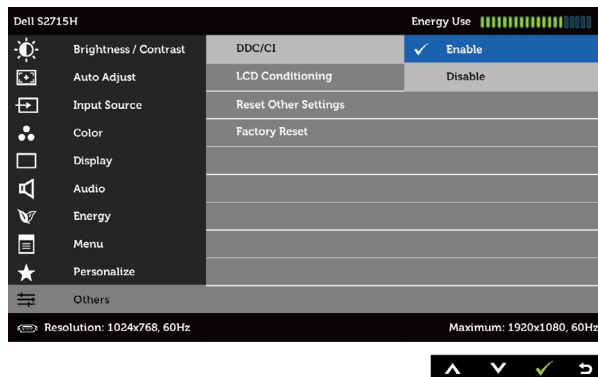 Dell S2715H Energy Use
Brightness / Contrast DDC/CI Enable
Auto Adjust LCD Conditioning Disable
Input Source Reset Other Settings
Color Factory Reset
Display
Audio
Energy
Menu
Personalize
Others
Resolution: 1024x768, 60Hz Maximum: 1920x1080, 60Hz